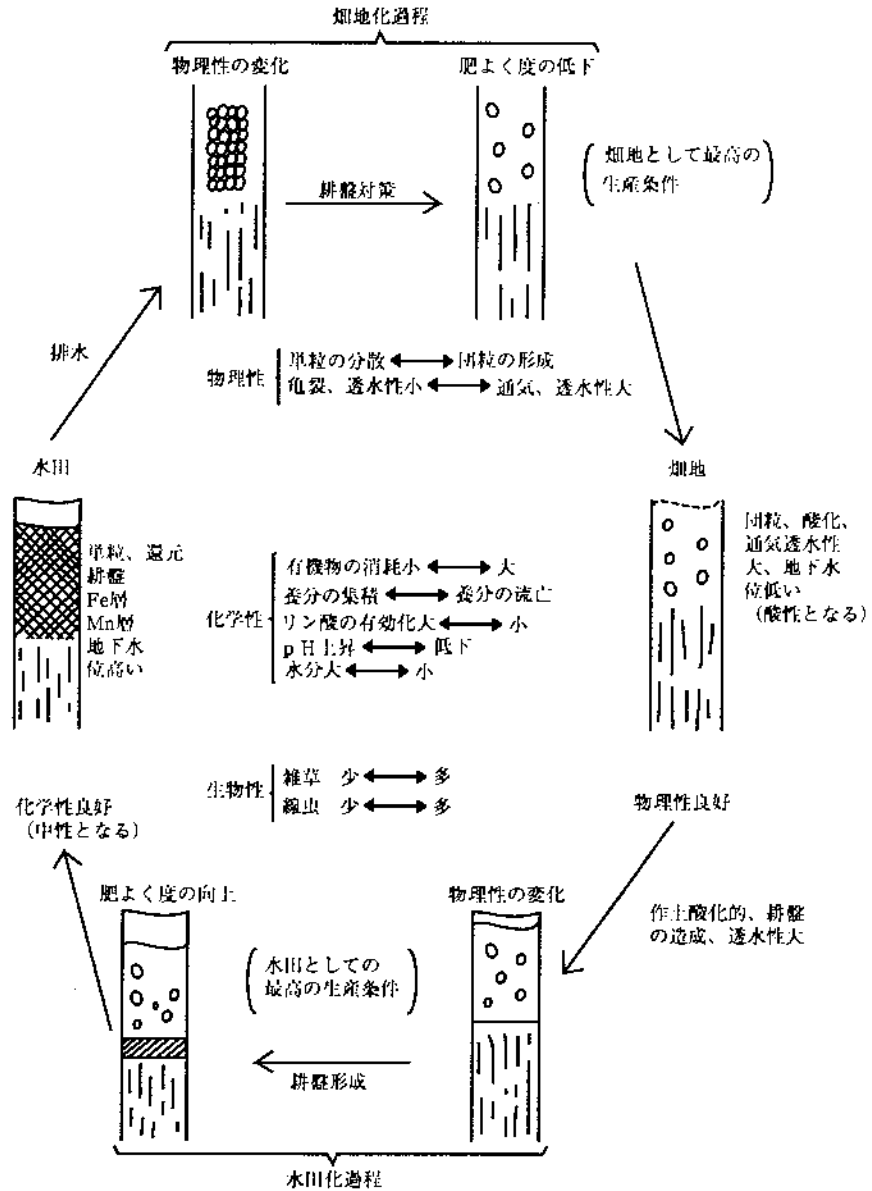 畑地化過程
物理性の変化
肥よく度の低下
耕盤対策
畑地として最高の
生産条件
排水
物理性
単粒の分散 ⟷ 団粒の形成
亀裂、透水性小 ⟷ 通気、透水性大
水田
単粒、還元
耕盤
Fe層
Mn層
地下水
位高い
化学性
有機物の消耗小 ⟷ 大
養分の集積 ⟷ 養分の流亡
リン酸の有効化大 ⟷ 小
pH上昇 ⟷ 低下
水分大 ⟷ 小
畑地
団粒、酸化、
通気透水性
大、地下水
位低い
(酸性となる)
生物性
雑草 少 ⟷ 多
線虫 少 ⟷ 多
化学性良好
(中性となる)
物理性良好
肥よく度の向上
物理性の変化
水田としての
最高の生産条件
作土酸化的、耕盤
の造成、透水性大
耕盤形成
水田化過程